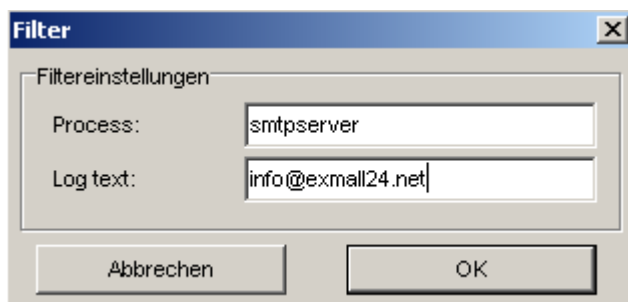 Filter
Filtereinstellungen
Process: smtpserver
Log text: info@exmall24.net
Abbrechen OK